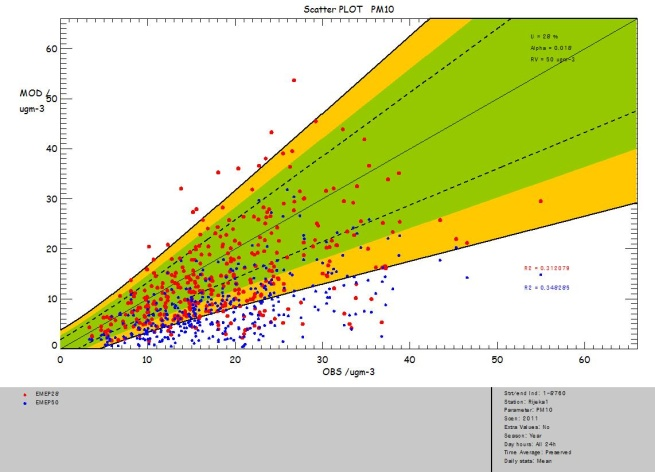 Scatter PLOT PM10
U = 28 %
Alpha = 0.018
RV = 50 ugm-3
MOD /
ugm-3
60
50
40
30
20
10
0
R2 = 0.348285
0 10 20 30 40 50 60
OBS /ugm-3
EMEP28
EMEP50
Strt/end Ind: 1-8760
Station: Rijeka1
Parameter: PM10
Scen: 2011
Extra Values: No
Season: Year
Day hours: All 24h
Time Average: Preserved
Daily stats: Mean